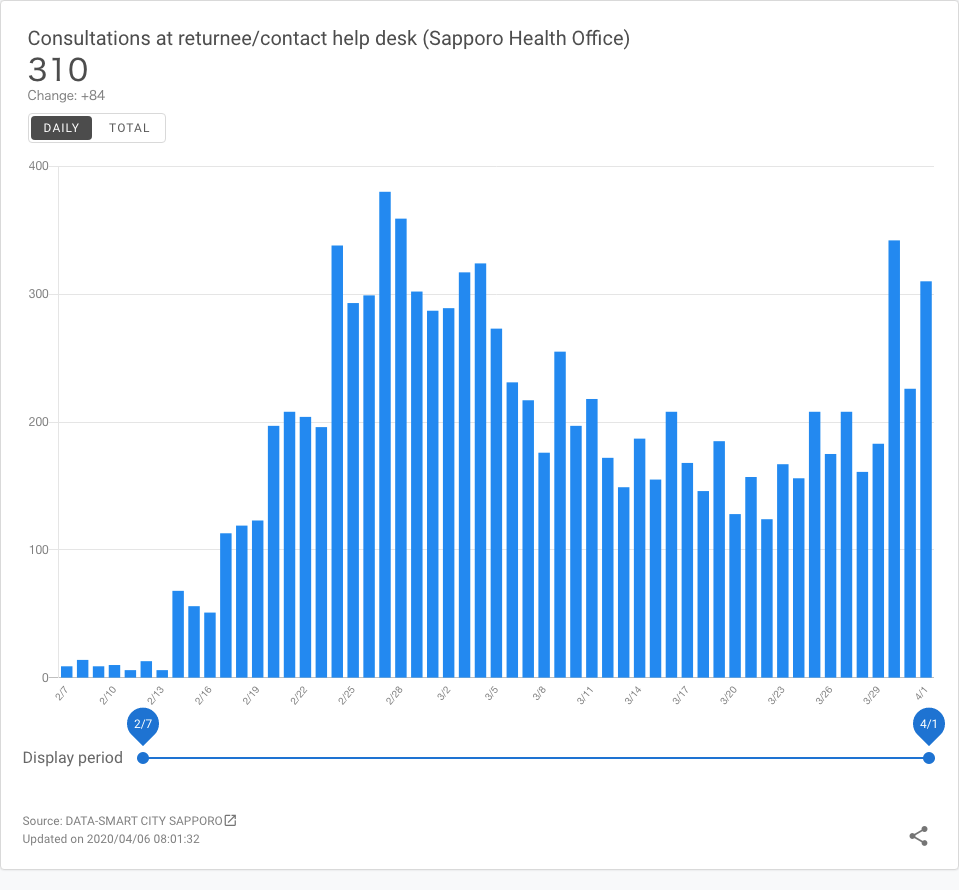 Consultations at returnee/contact help desk (Sapporo Health Office)
310
Change: +84
DAILY TOTAL
400
300
200
100
0
2/7 2/10 2/13 2/16 2/19 2/22 2/25 2/28 3/2 3/5 3/8 3/11 3/14 3/17 3/20 3/23 3/26 3/29 4/1
2/7 4/1
Display period
Source: DATA-SMART CITY SAPPORO
Updated on 2020/04/06 08:01:32